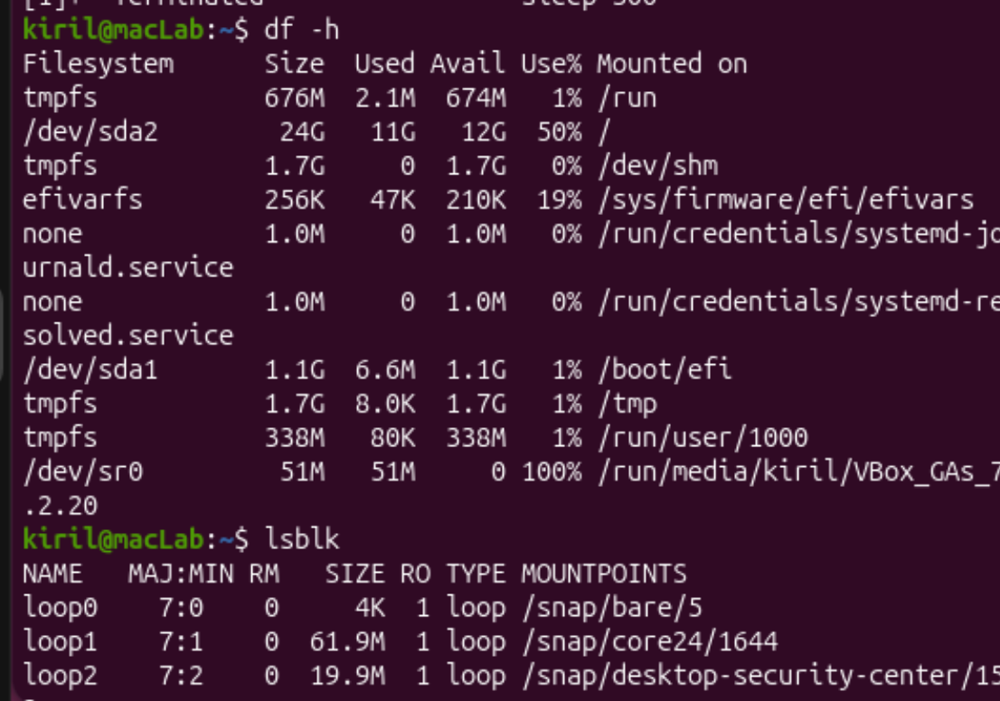 kiril@macLab:~$ df -h
Filesystem      Size  Used Avail Use% Mounted on
tmpfs           676M  2.1M  674M   1% /run
/dev/sda2        24G   11G   12G  50% /
tmpfs           1.7G     0  1.7G   0% /dev/shm
efivarfs        256K   47K  210K  19% /sys/firmware/efi/efivars
none            1.0M     0  1.0M   0% /run/credentials/systemd-jo
urnald.service
none            1.0M     0  1.0M   0% /run/credentials/systemd-re
solved.service
/dev/sda1       1.1G  6.6M  1.1G   1% /boot/efi
tmpfs           1.7G  8.0K  1.7G   1% /tmp
tmpfs           338M   80K  338M   1% /run/user/1000
/dev/sr0         51M   51M     0 100% /run/media/kiril/VBox_GAs_7
.2.20
kiril@macLab:~$ lsblk
NAME   MAJ:MIN RM   SIZE RO TYPE MOUNTPOINTS
loop0    7:0    0     4K  1 loop /snap/bare/5
loop1    7:1    0  61.9M  1 loop /snap/core24/1644
loop2    7:2    0  19.9M  1 loop /snap/desktop-security-center/15